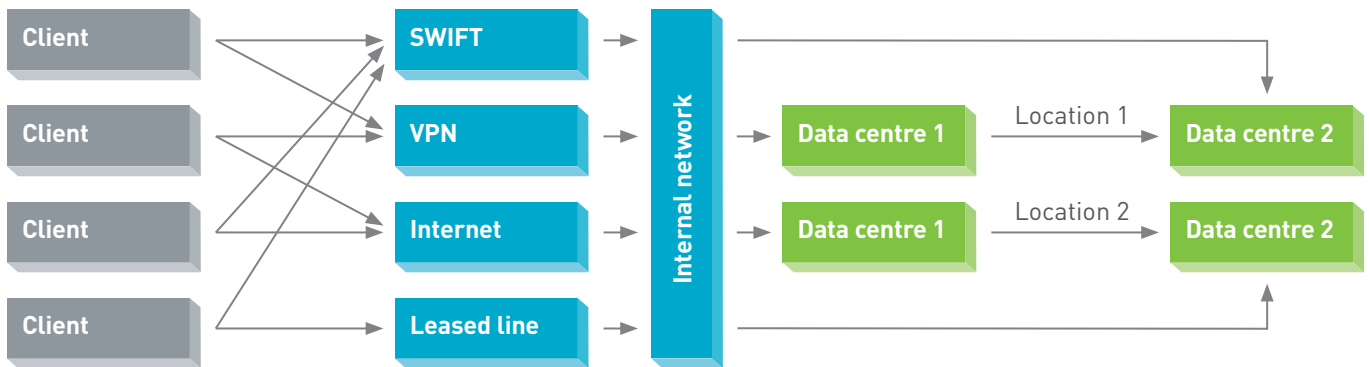 Client
SWIFT
Client
VPN
Internal network
Data centre 1
Location 1
Data centre 2
Client
Internet
Data centre 1
Location 2
Data centre 2
Client
Leased line